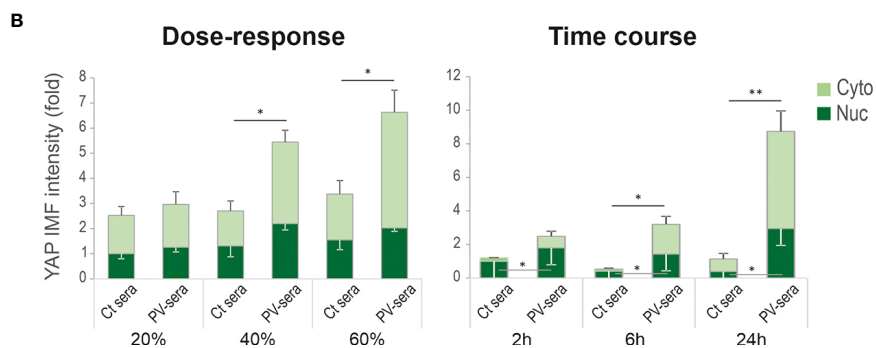 B
Dose-response
YAP IMF intensity (fold)
8
7
6
5
4
3
2
1
0
*
*
Ct sera
PV-sera
Ct sera
PV-sera
Ct sera
PV-sera
20%
40%
60%
Time course
12
10
8
6
4
2
0
**
*
*
*
*
Ct sera
PV-sera
Ct sera
PV-sera
Ct sera
PV-sera
2h
6h
24h
Cyto
Nuc